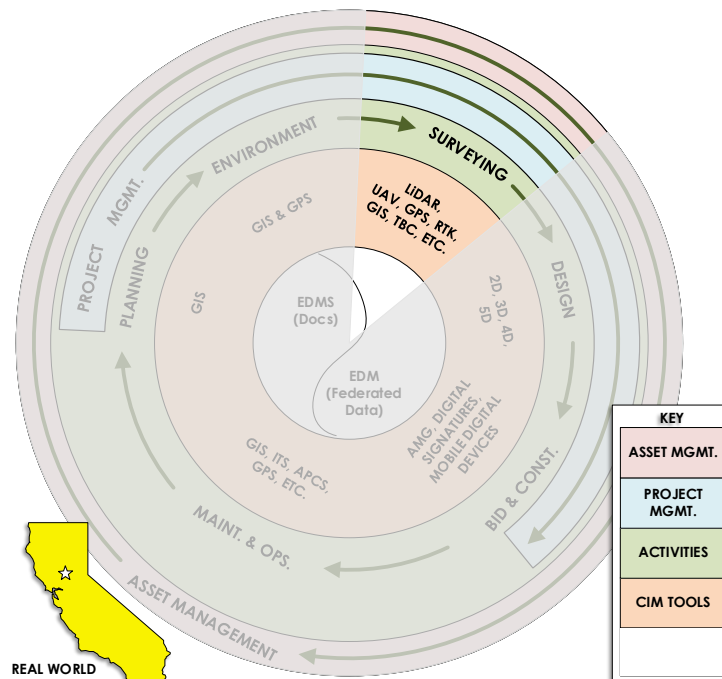 ENVIRONMENT
SURVEYING
LiDAR,
UAV, GPS, RTK,
GIS, TBC, ETC.
GIS & GPS
PROJECT MGMT.
PLANNING
GIS
EDMS
(Docs)
EDM
(Federated
Data)
2D, 3D, 4D,
5D
DESIGN
AMG, DIGITAL
SIGNATURES,
MOBILE DIGITAL
DEVICES
BID & CONST.
GIS, ITS, APCS,
GPS, ETC.
MAINT. & OPS.
ASSET MANAGEMENT
REAL WORLD
KEY
ASSET MGMT.
PROJECT
MGMT.
ACTIVITIES
CIM TOOLS